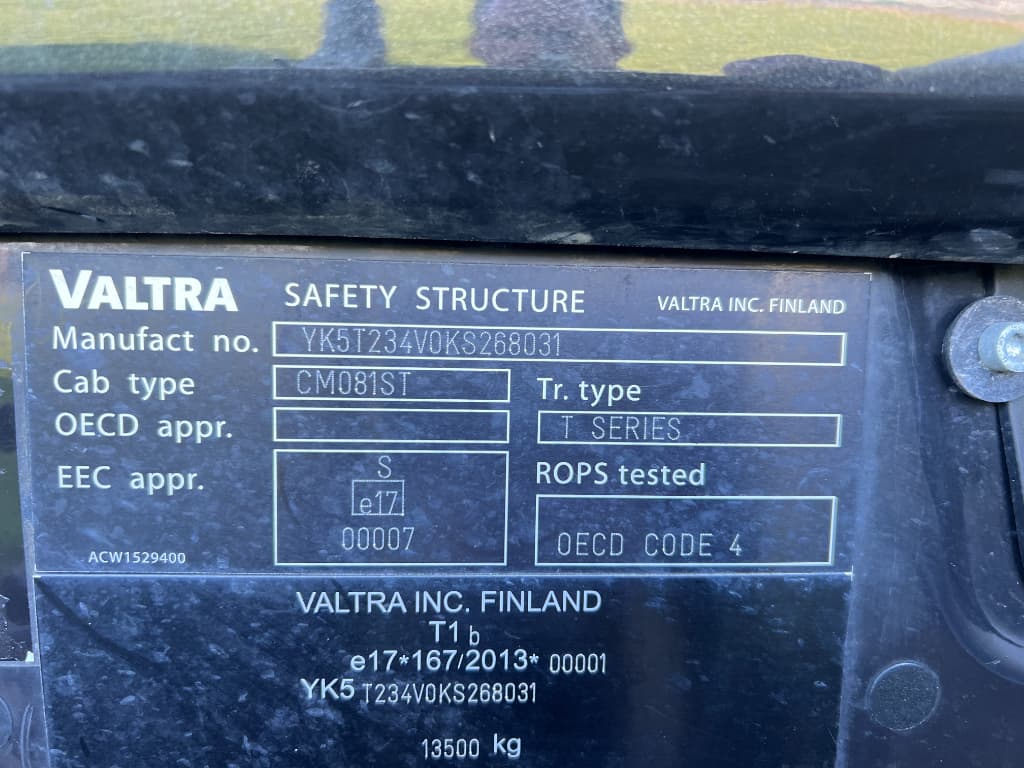 VALTRA SAFETY STRUCTURE VALTRA INC. FINLAND
Manufact no. YK5T234V0KS268031
Cab type CM081ST Tr. type
OECD appr. T SERIES
EEC appr. S ROPS tested
e17
00007 OECD CODE 4
ACW1529400
VALTRA INC. FINLAND
T1 b
e17*167/2013* 00001
YK5 T234V0KS268031
13500 kg